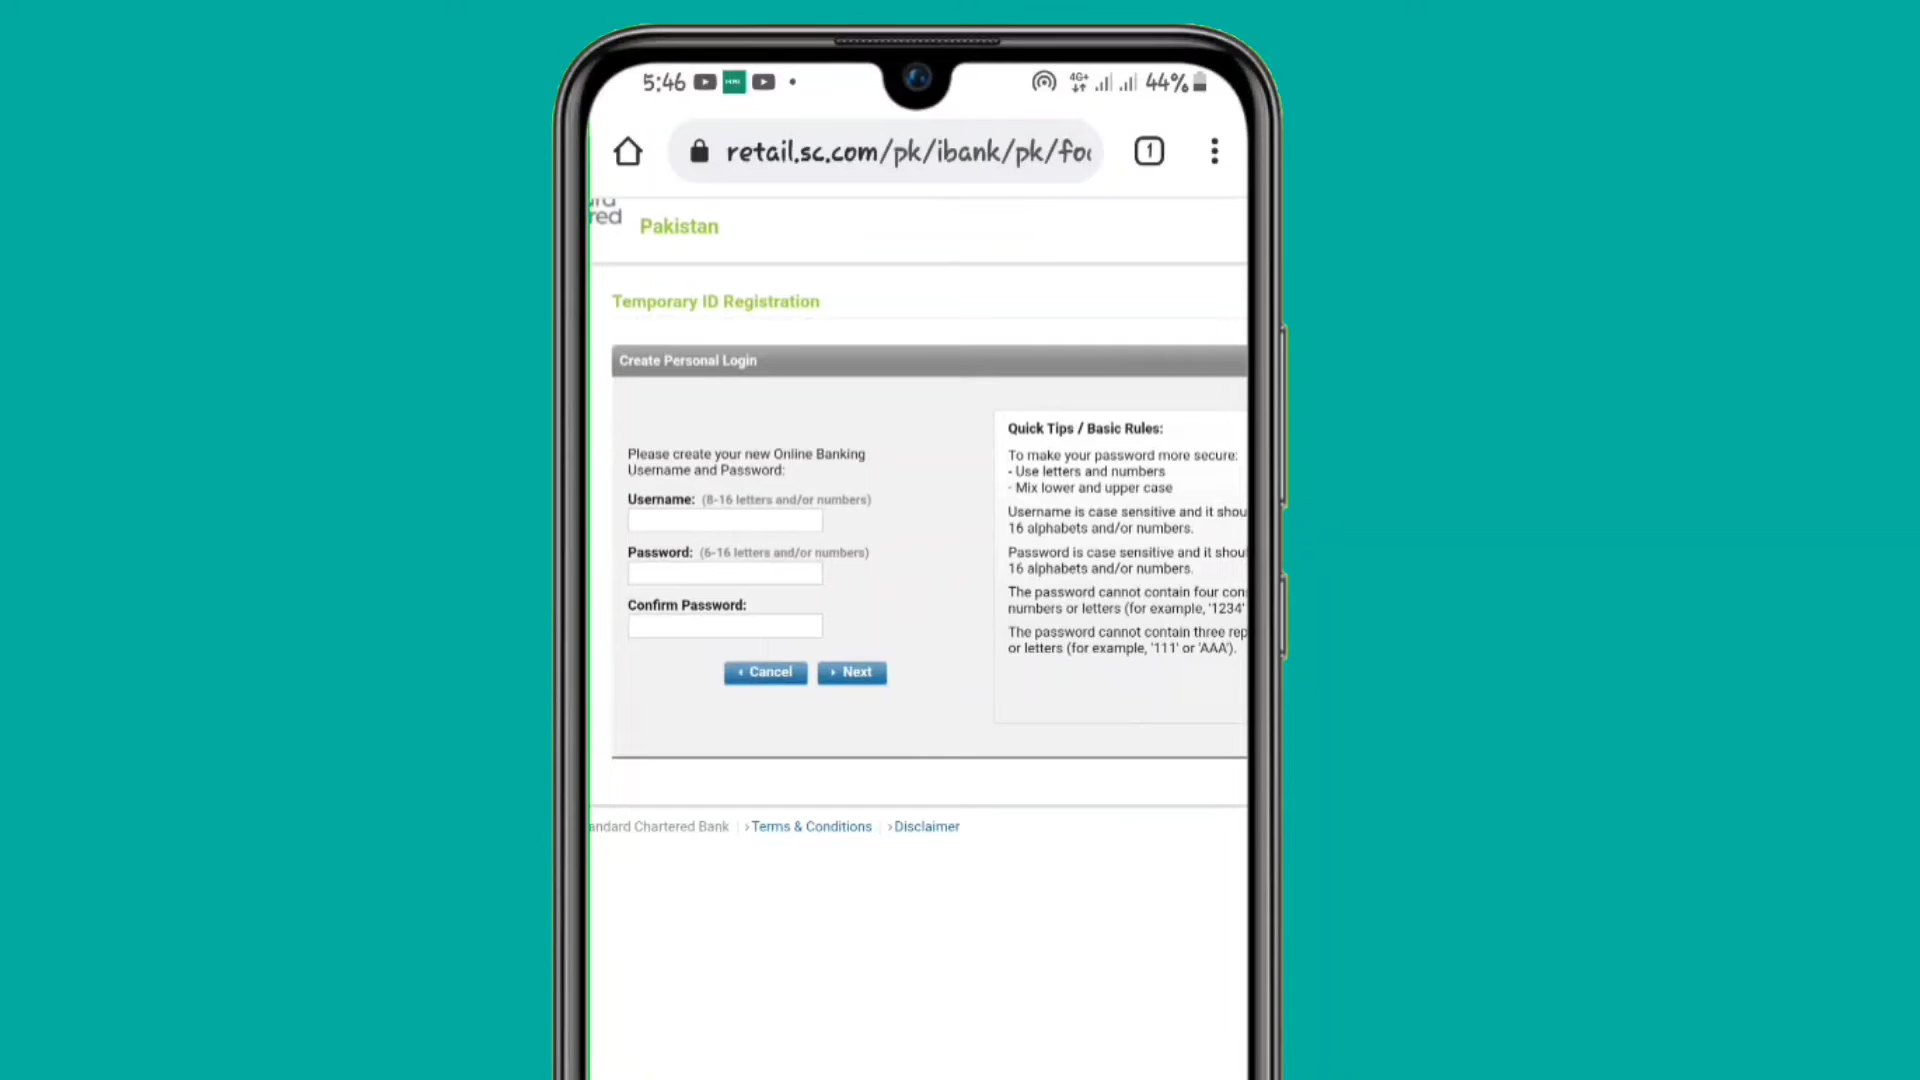 5:46
4G+ 44%
retail.sc.com/pk/ibank/pk/foc
1
red
Pakistan
Temporary ID Registration
Create Personal Login
Please create your new Online Banking
Username and Password:
Username: (8-16 letters and/or numbers)
Password: (6-16 letters and/or numbers)
Confirm Password:
Cancel Next
Quick Tips / Basic Rules:
To make your password more secure:
- Use letters and numbers
- Mix lower and upper case
Username is case sensitive and it shou
16 alphabets and/or numbers.
Password is case sensitive and it shoul
16 alphabets and/or numbers.
The password cannot contain four con
numbers or letters (for example, '1234'
The password cannot contain three rep
or letters (for example, '111' or 'AAA').
andard Chartered Bank | › Terms & Conditions | › Disclaimer